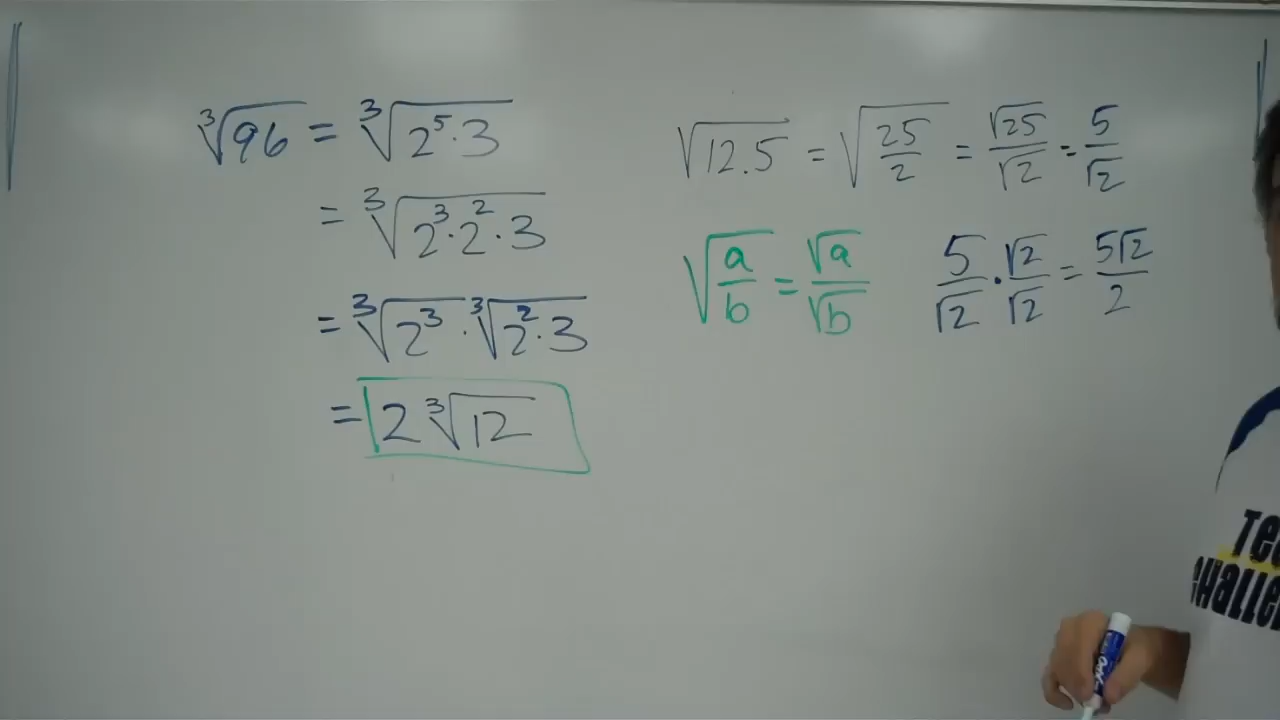 ∛96 = ∛(2⁵·3)
= ∛(2³·2²·3)
= ∛(2³)·∛(2²·3)
= 2∛12
√12.5 = √(25/2) = √25/√2 = 5/√2
√(a/b) = √a/√b
5/√2 · √2/√2 = 5√2/2